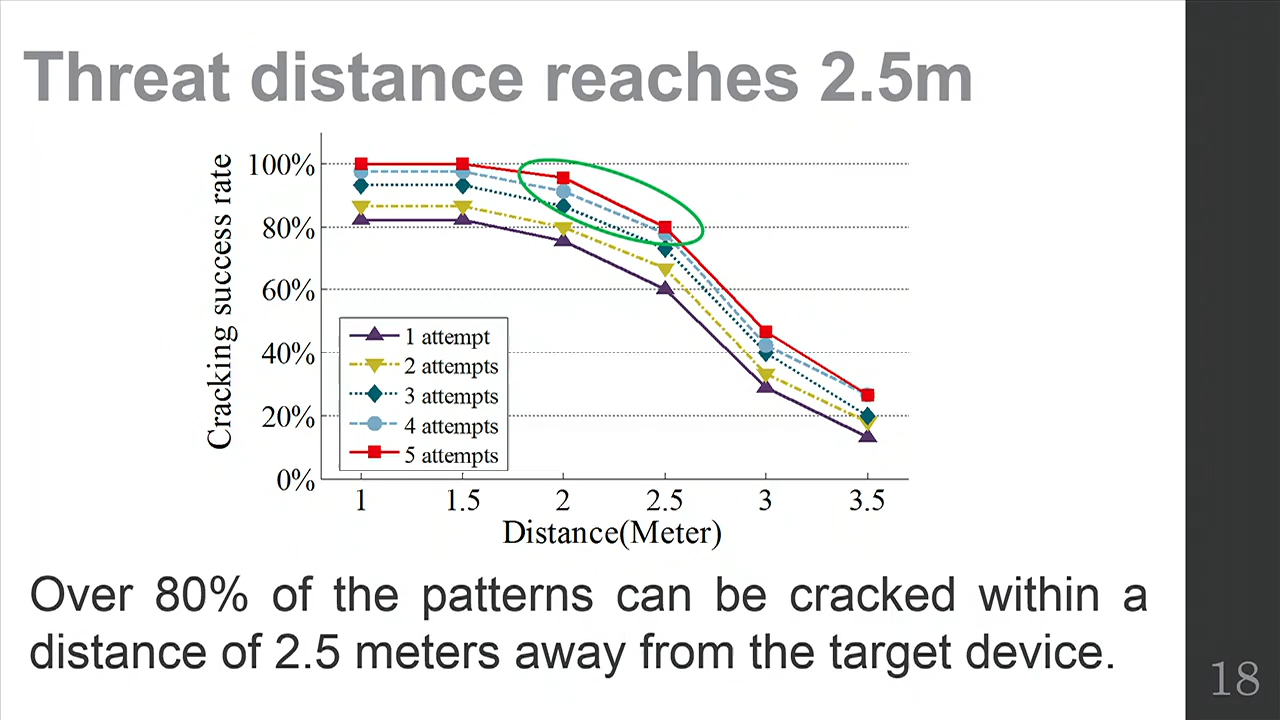 Threat distance reaches 2.5m
Cracking success rate
100%
80%
60%
40%
20%
0%
1 attempt
2 attempts
3 attempts
4 attempts
5 attempts
1 1.5 2 2.5 3 3.5
Distance(Meter)
Over 80% of the patterns can be cracked within a
distance of 2.5 meters away from the target device.
18